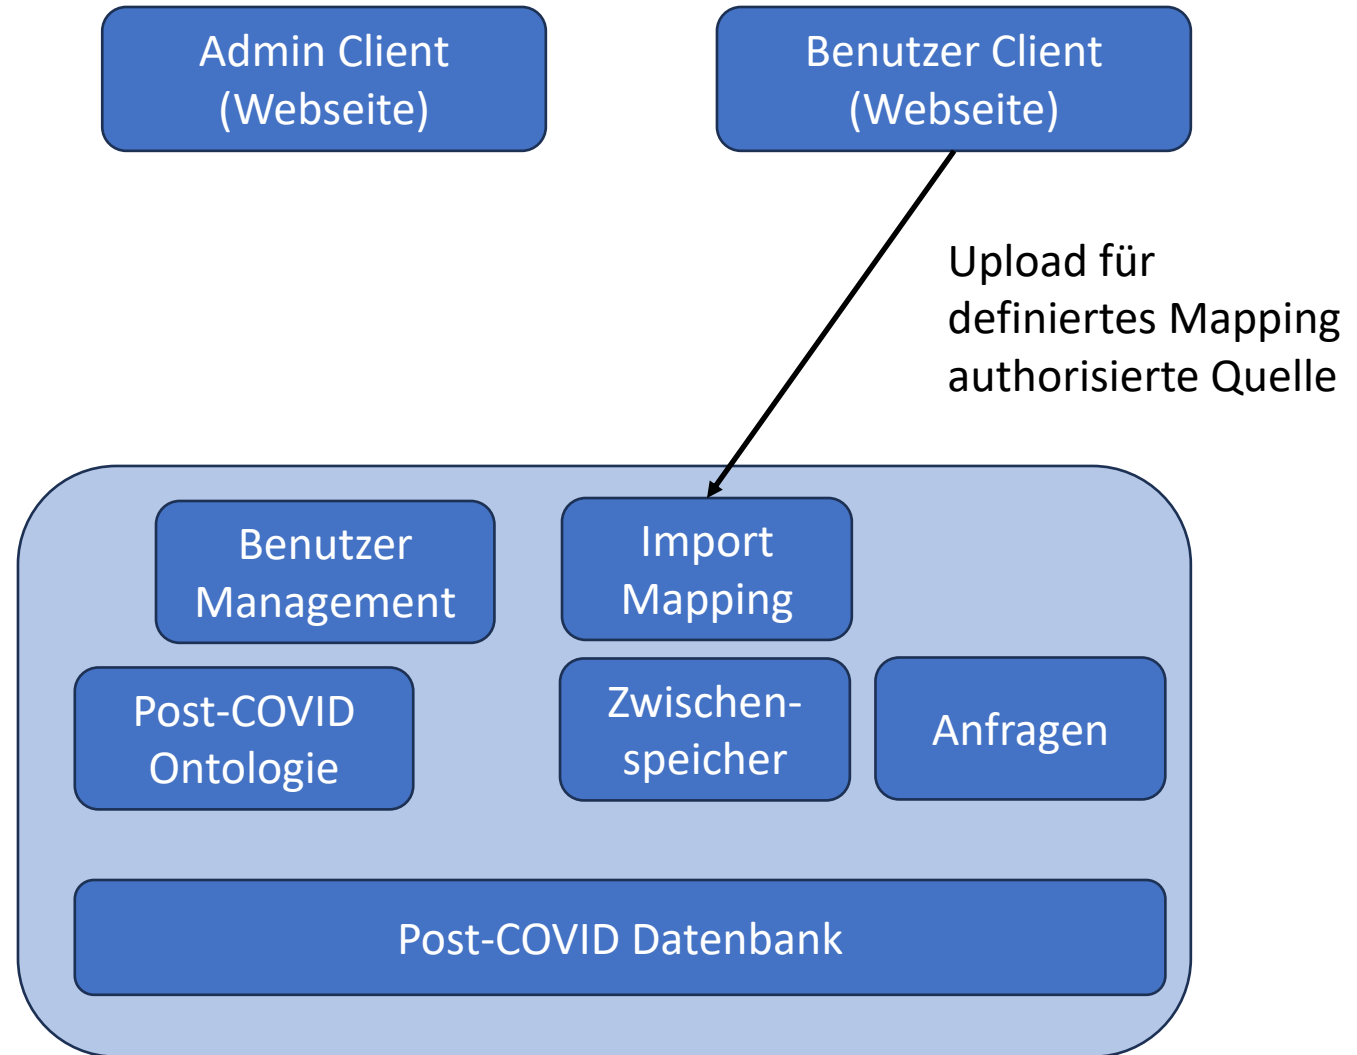 Admin Client
(Webseite)
Benutzer Client
(Webseite)
Upload für
definiertes Mapping
authorisierte Quelle
Benutzer
Management
Import
Mapping
Post-COVID
Ontologie
Zwischen-
speicher
Anfragen
Post-COVID Datenbank